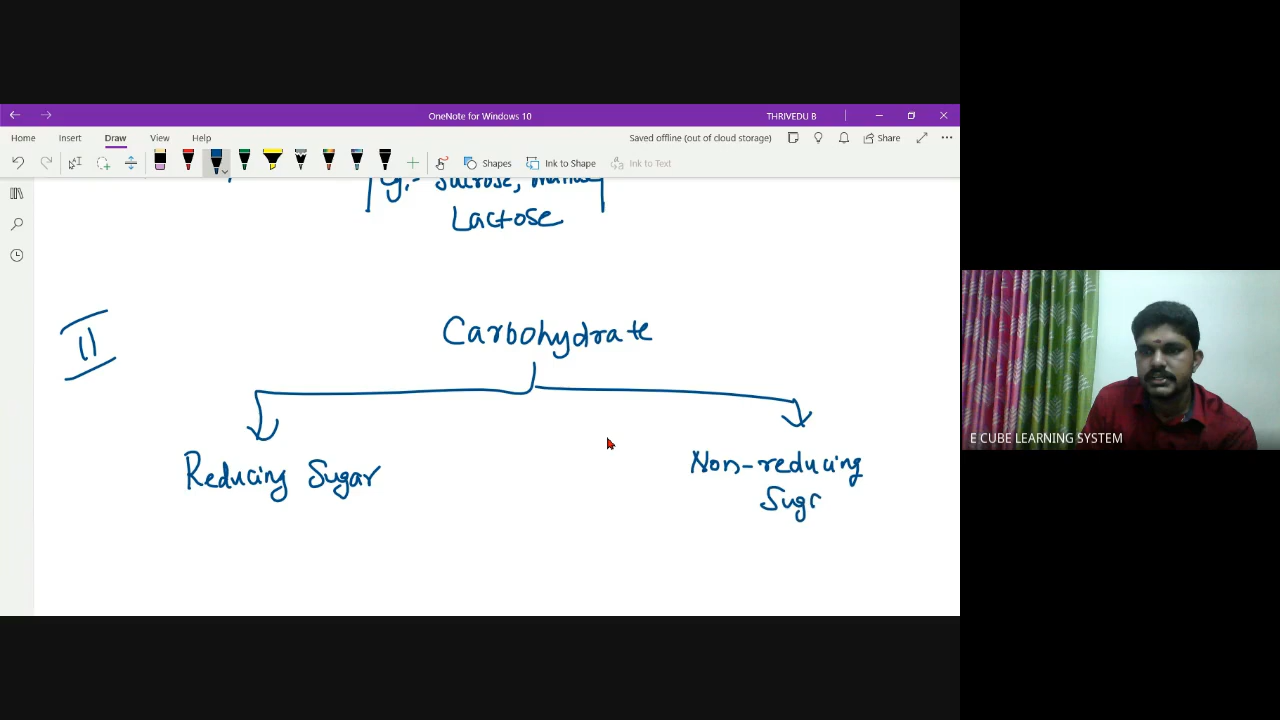 OneNote for Windows 10
THRIVEDU B
Home Insert Draw View Help
Saved offline (out of cloud storage)
Share
Shapes
Ink to Shape
Ink to Text
Sucrose,
Lactose
II
Carbohydrate
Reducing Sugar
Non-reducing
Sugr
E CUBE LEARNING SYSTEM